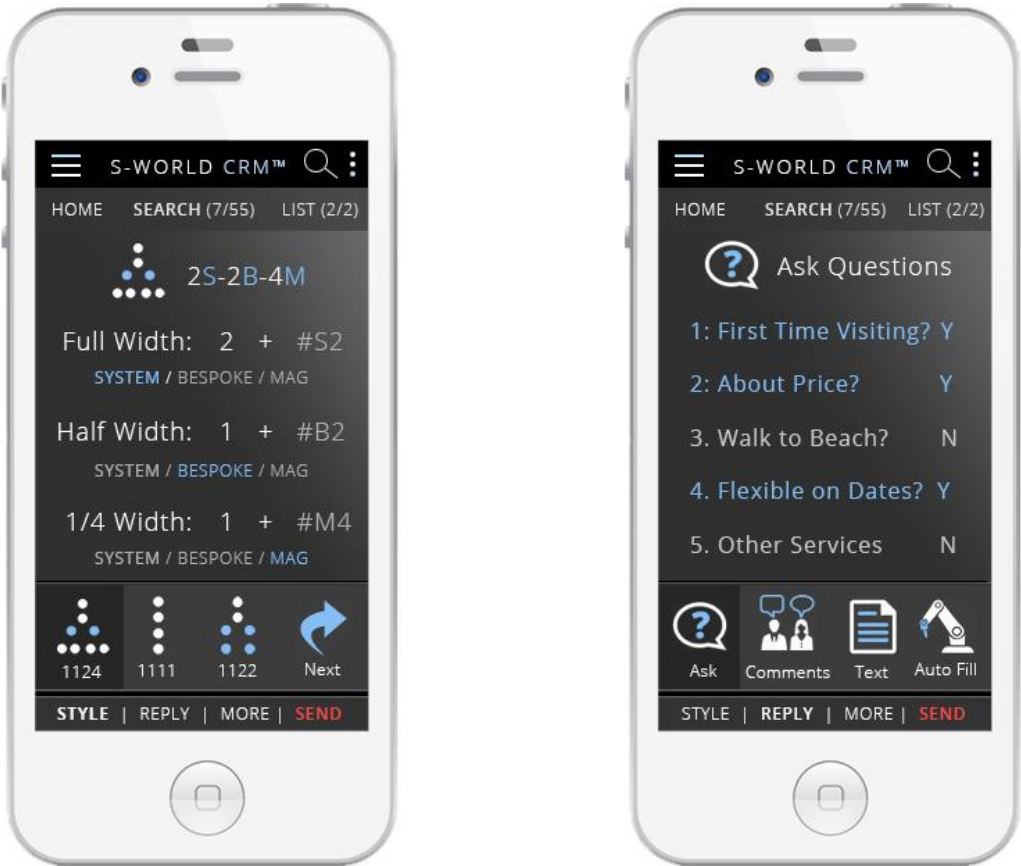 S-WORLD CRM™
HOME SEARCH (7/55) LIST (2/2)
2S-2B-4M
Full Width: 2 + #S2
SYSTEM / BESPOKE / MAG
Half Width: 1 + #B2
SYSTEM / BESPOKE / MAG
1/4 Width: 1 + #M4
SYSTEM / BESPOKE / MAG
1124 1111 1122 Next
STYLE | REPLY | MORE | SEND
S-WORLD CRM™
HOME SEARCH (7/55) LIST (2/2)
? Ask Questions
1: First Time Visiting? Y
2: About Price? Y
3. Walk to Beach? N
4. Flexible on Dates? Y
5. Other Services N
?
Ask Comments Text Auto Fill
STYLE | REPLY | MORE | SEND